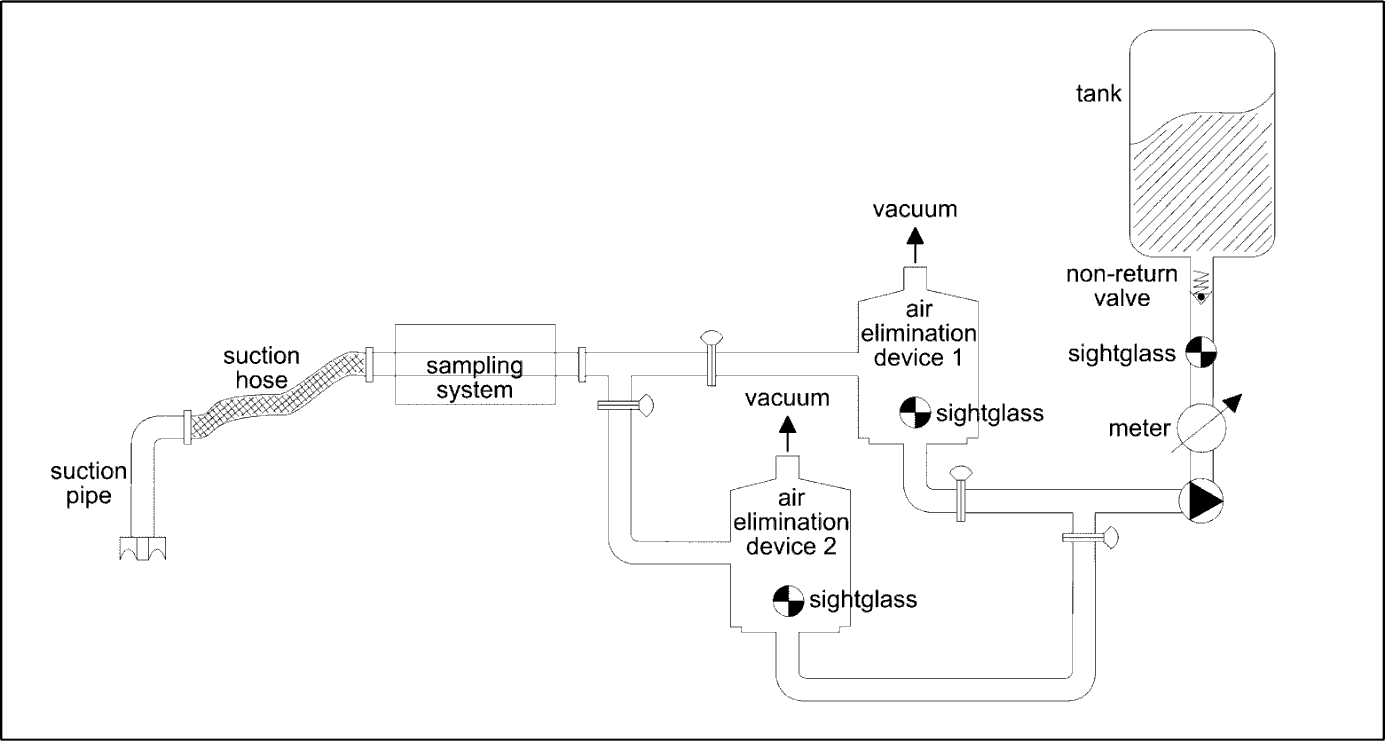 tank
vacuum
non-return
valve
air
elimination
device 1
suction
hose
sampling
system
sightglass
vacuum
sightglass
meter
suction
pipe
air
elimination
device 2
sightglass